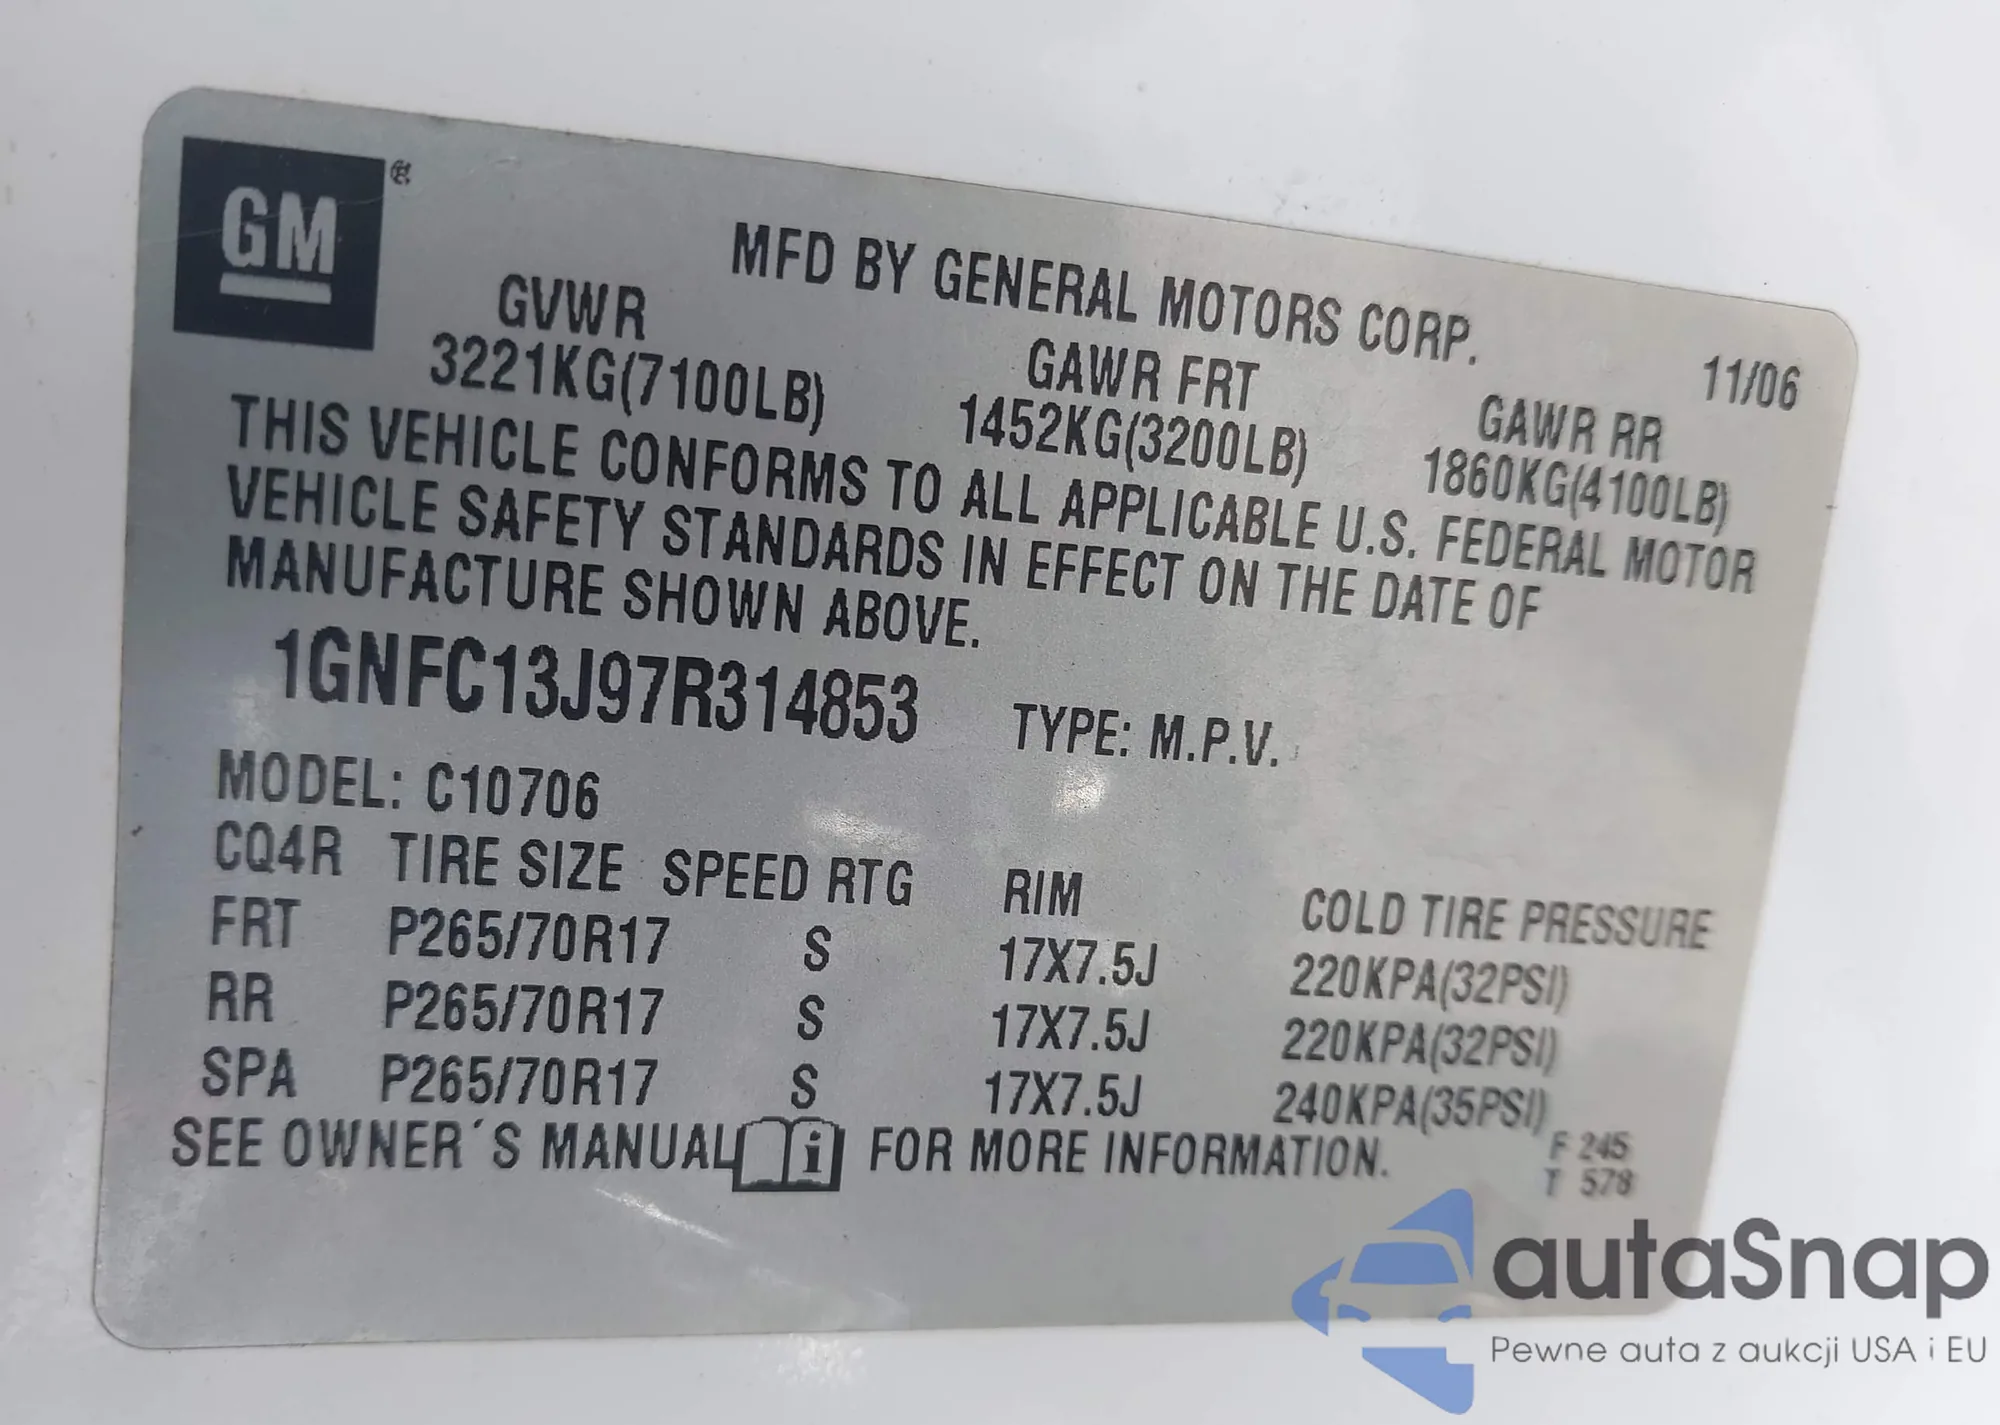 GM
MFD BY GENERAL MOTORS CORP. 11/06
GVWR GAWR FRT GAWR RR
3221KG(7100LB) 1452KG(3200LB) 1860KG(4100LB)
THIS VEHICLE CONFORMS TO ALL APPLICABLE U.S. FEDERAL MOTOR
VEHICLE SAFETY STANDARDS IN EFFECT ON THE DATE OF
MANUFACTURE SHOWN ABOVE.
1GNFC13J97R314853 TYPE: M.P.V.
MODEL: C10706
CQ4R TIRE SIZE SPEED RTG RIM COLD TIRE PRESSURE
FRT P265/70R17 S 17X7.5J 220KPA(32PSI)
RR P265/70R17 S 17X7.5J 220KPA(32PSI)
SPA P265/70R17 S 17X7.5J 240KPA(35PSI)
SEE OWNER´S MANUAL i FOR MORE INFORMATION.
F 245
T 578
autaSnap
Pewne auta z aukcji USA i EU